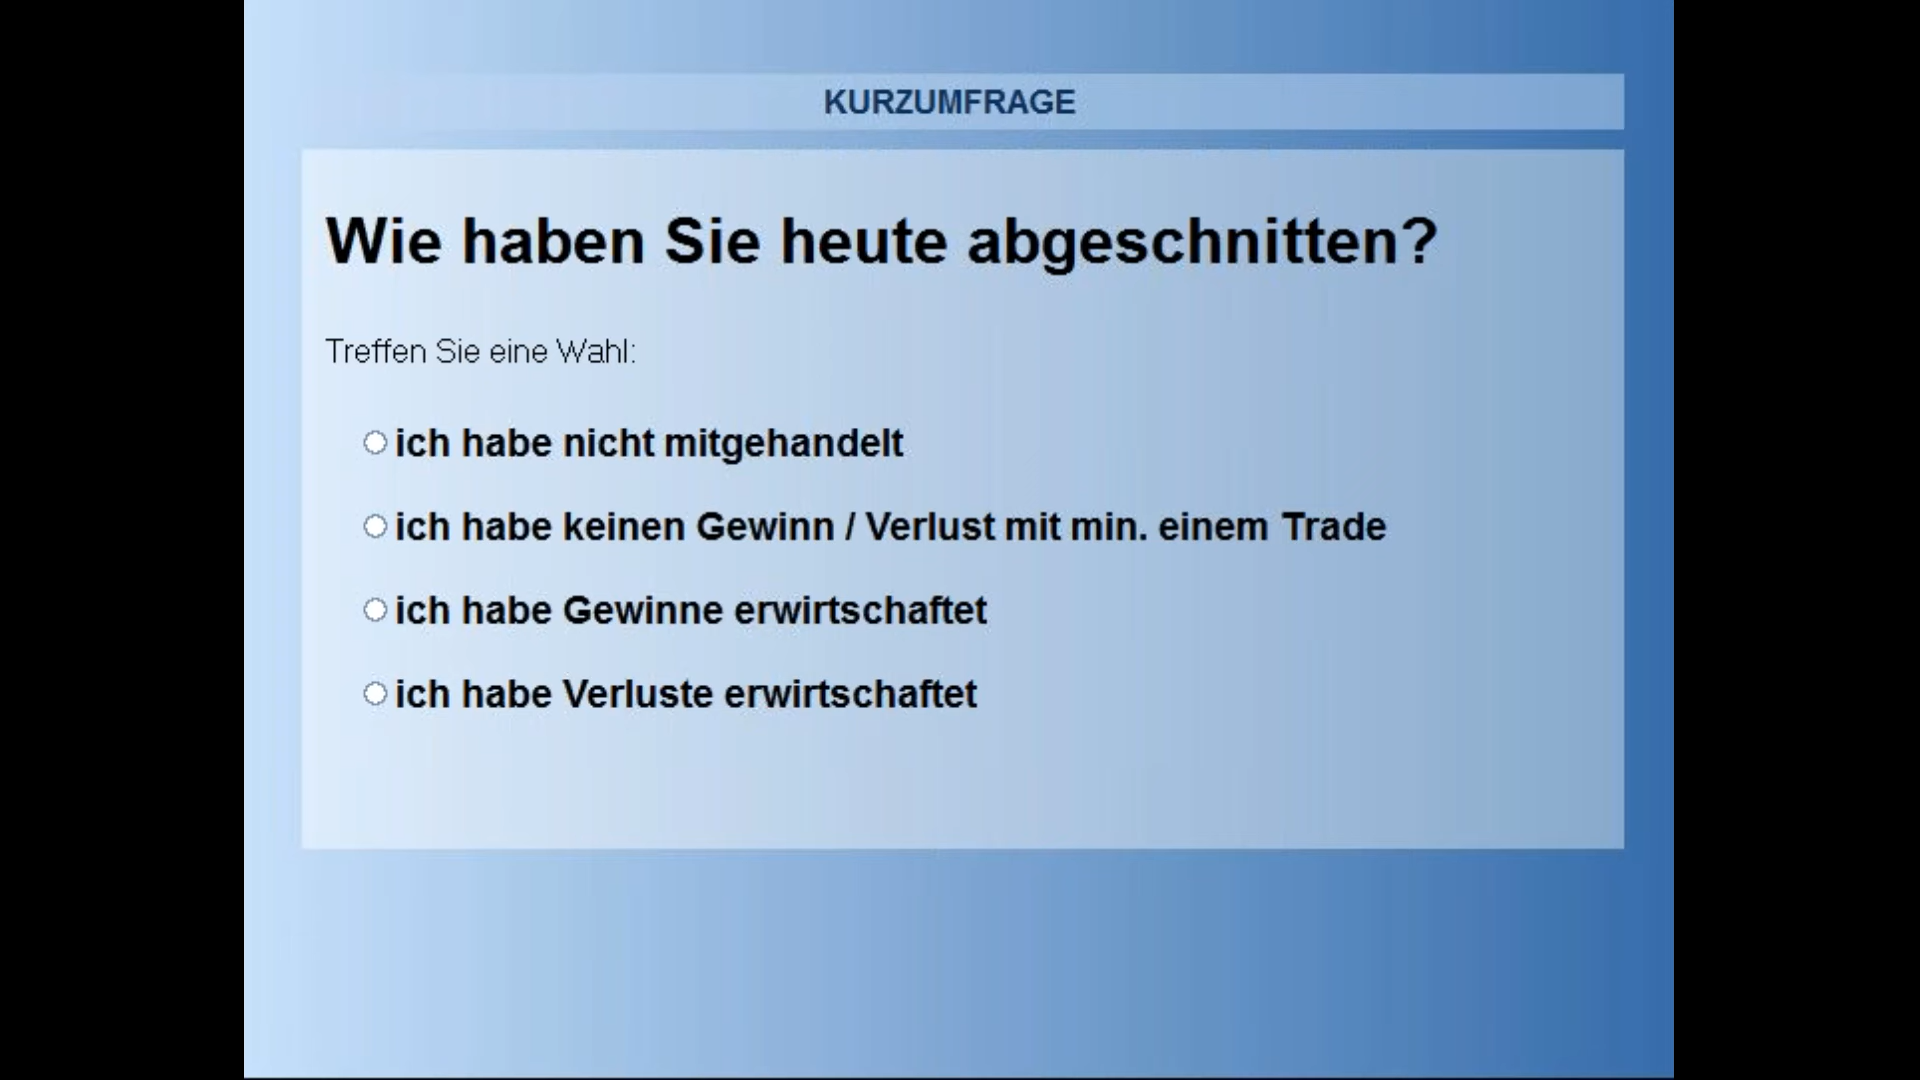 KURZUMFRAGE
Wie haben Sie heute abgeschnitten?
Treffen Sie eine Wahl:
ich habe nicht mitgehandelt
ich habe keinen Gewinn / Verlust mit min. einem Trade
ich habe Gewinne erwirtschaftet
ich habe Verluste erwirtschaftet